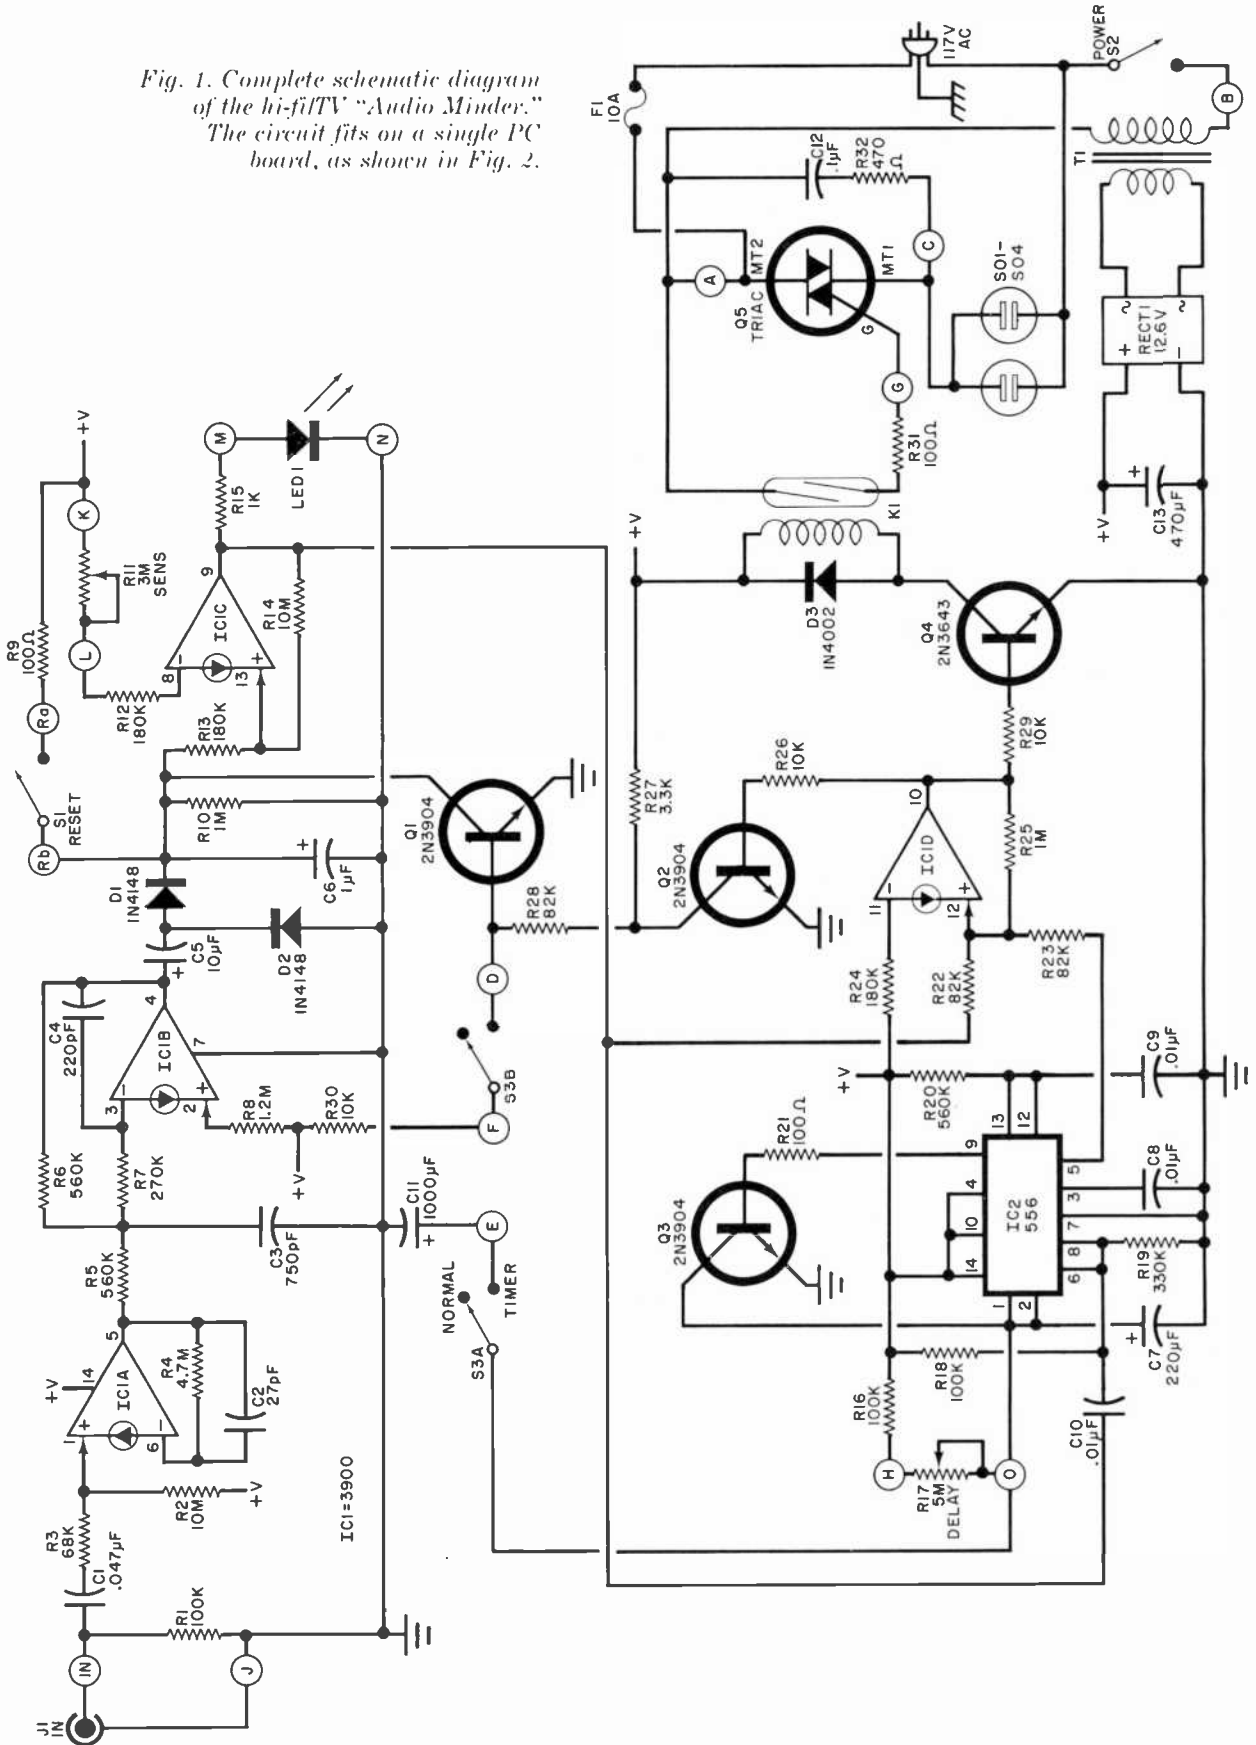 Fig. 1. Complete schematic diagram
of the hi-fi/TV "Audio Minder."
The circuit fits on a single PC
board, as shown in Fig. 2.
J1
IN
IN
J
R1
100K
C1
.047µF
R3
68K
R2
10M
+V
1
+
6
−
IC1A
14
+V
5
R4
4.7M
C2
27pF
IC1=3900
R5
560K
C3
750pF
R6
560K
R7
270K
C4
220pF
3
−
2
+
IC1B
4
7
R8
1.2M
+V
R30
10K
C5
10µF
+
D1
1N4148
D2
1N4148
C6
1µF
+
Rb
S1
RESET
Ra
R9
100Ω
R10
1M
R12
180K
R13
180K
L
R11
3M
SENS
K
+V
8
−
13
+
IC1C
9
R14
10M
R15
1K
M
LED1
N
Q1
2N3904
R28
82K
D
S3B
F
C11
1000µF
+
E
NORMAL
TIMER
S3A
F1
10A
117V
AC
POWER
S2
B
T1
C12
.1µF
R32
470
Ω
A
MT2
Q5
TRIAC
MT1
G
C
G
R31
100Ω
K1
SO1-
SO4
RECT1
12.6V
+
−
~
~
+V
C13
470µF
+
+V
D3
1N4002
Q4
2N3643
R29
10K
R27
3.3K
R26
10K
Q2
2N3904
11
−
12
+
IC1D
10
R25
1M
R24
180K
R22
82K
R23
82K
+V
R20
560K
R21
100Ω
Q3
2N3904
9
13
12
4
10
14
IC2
556
1
2
6
8
7
3
5
C9
.01µF
C8
.01µF
R19
330K
C7
220µF
+
R18
100K
R16
100K
C10
.01µF
H
R17
5M
DELAY
O